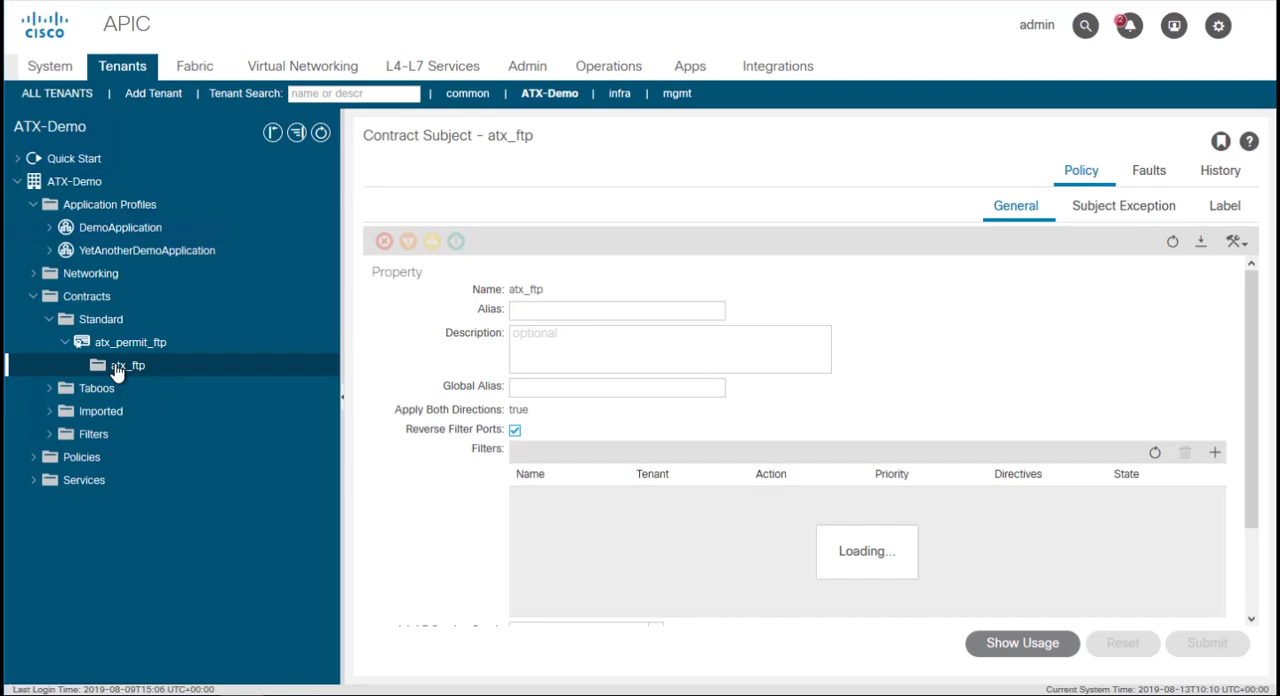 CISCO
APIC
admin
2
System Tenants Fabric Virtual Networking L4-L7 Services Admin Operations Apps Integrations
ALL TENANTS | Add Tenant | Tenant Search: name or descr | common | ATX-Demo | infra | mgmt
ATX-Demo
Quick Start
ATX-Demo
Application Profiles
DemoApplication
YetAnotherDemoApplication
Networking
Contracts
Standard
atx_permit_ftp
atx_ftp
Taboos
Imported
Filters
Policies
Services
Contract Subject - atx_ftp
Policy Faults History
General Subject Exception Label
Property
Name: atx_ftp
Alias:
Description: optional
Global Alias:
Apply Both Directions: true
Reverse Filter Ports:
Filters:
Name Tenant Action Priority Directives State
Loading...
Show Usage Reset Submit
Last Login Time: 2019-08-09T15:06 UTC+00:00
Current System Time: 2019-08-13T10:10 UTC+00:00